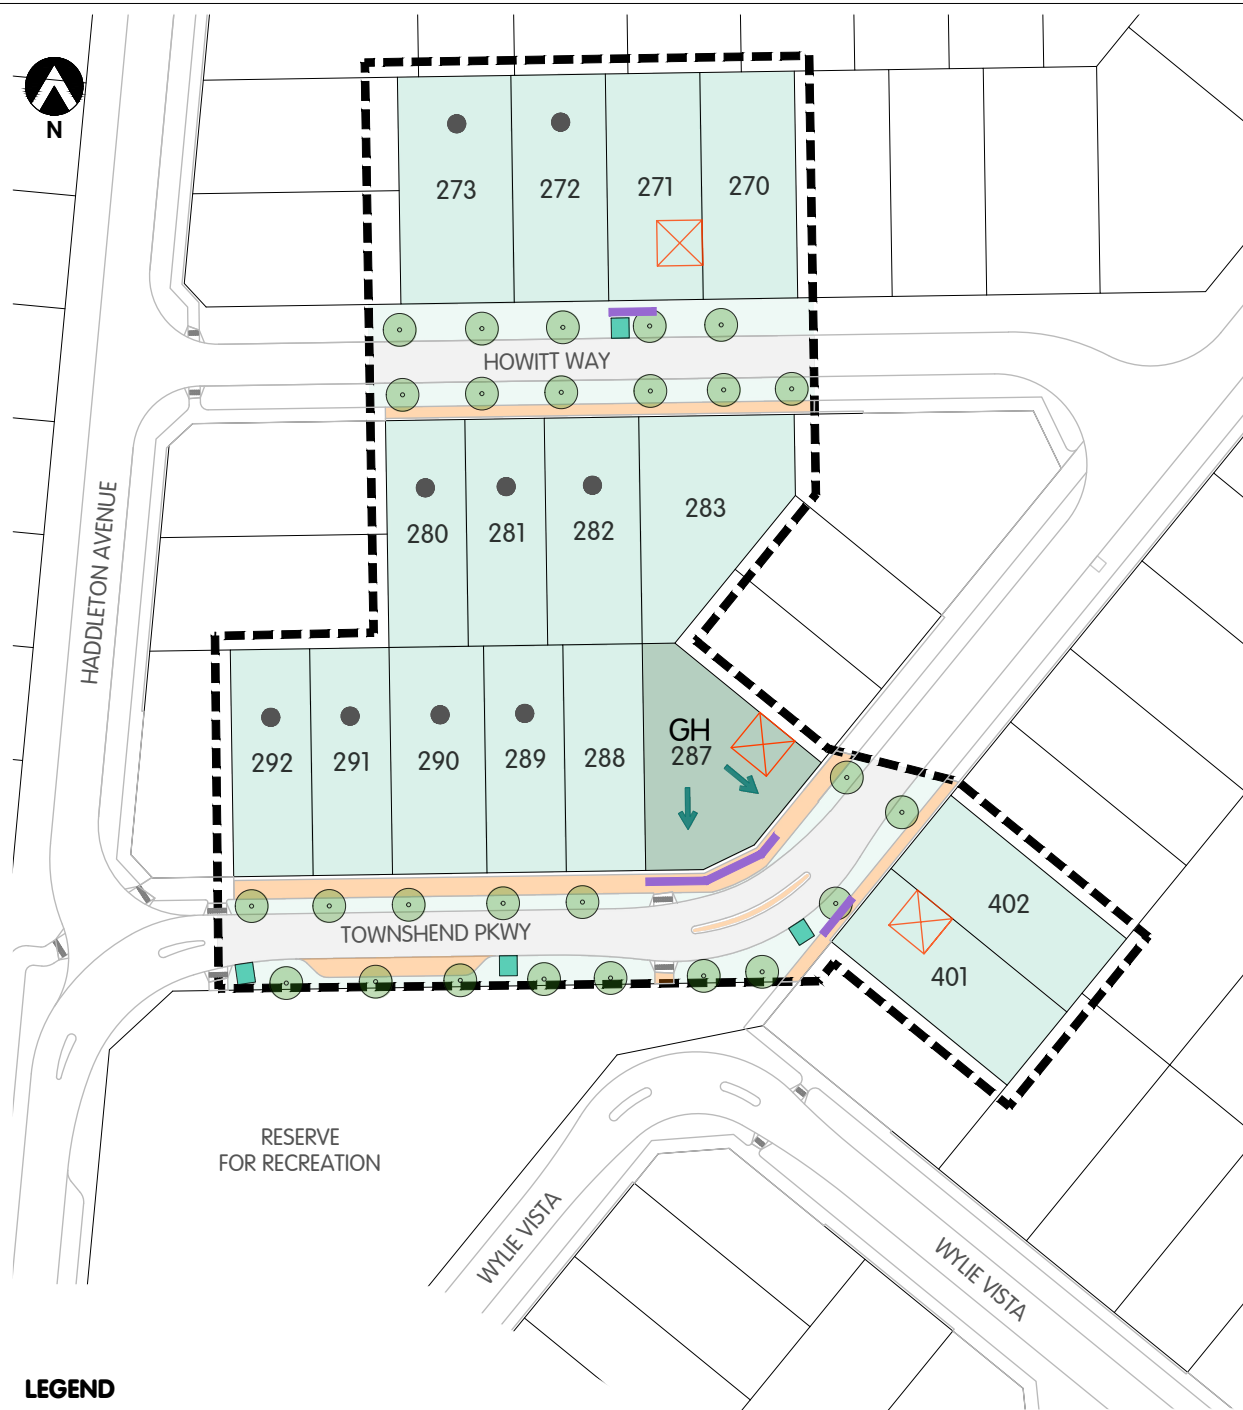 N
273
272
271
270
HOWITT WAY
HADDLETON AVENUE
280
281
282
283
292
291
290
289
288
GH
287
TOWNSHEND PKWY
402
401
RESERVE
FOR RECREATION
WYLIE VISTA
WYLIE VISTA
LEGEND